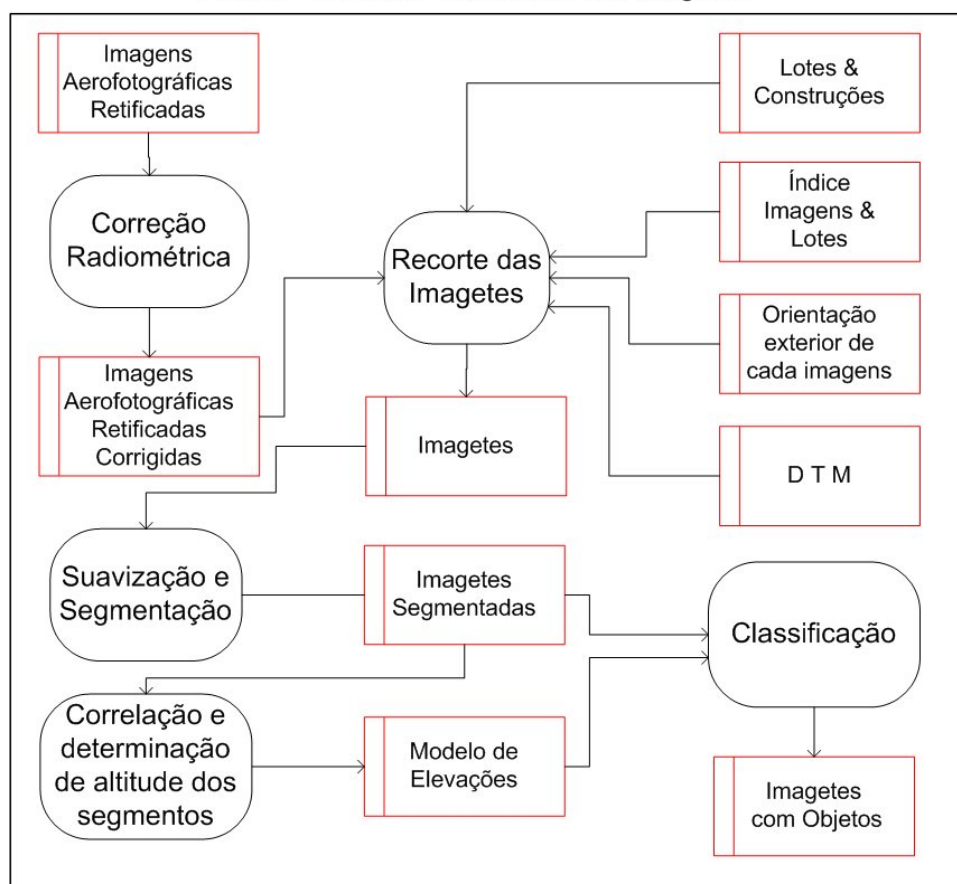 Imagens
Aerofotográficas
Retificadas
Correção
Radiométrica
Imagens
Aerofotográficas
Retificadas
Corrigidas
Recorte das
Imagetes
Lotes &
Construções
Índice
Imagens &
Lotes
Orientação
exterior de
cada imagens
D T M
Imagetes
Suavização e
Segmentação
Imagetes
Segmentadas
Classificação
Correlação e
determinação
de altitude dos
segmentos
Modelo de
Elevações
Imagetes
com Objetos